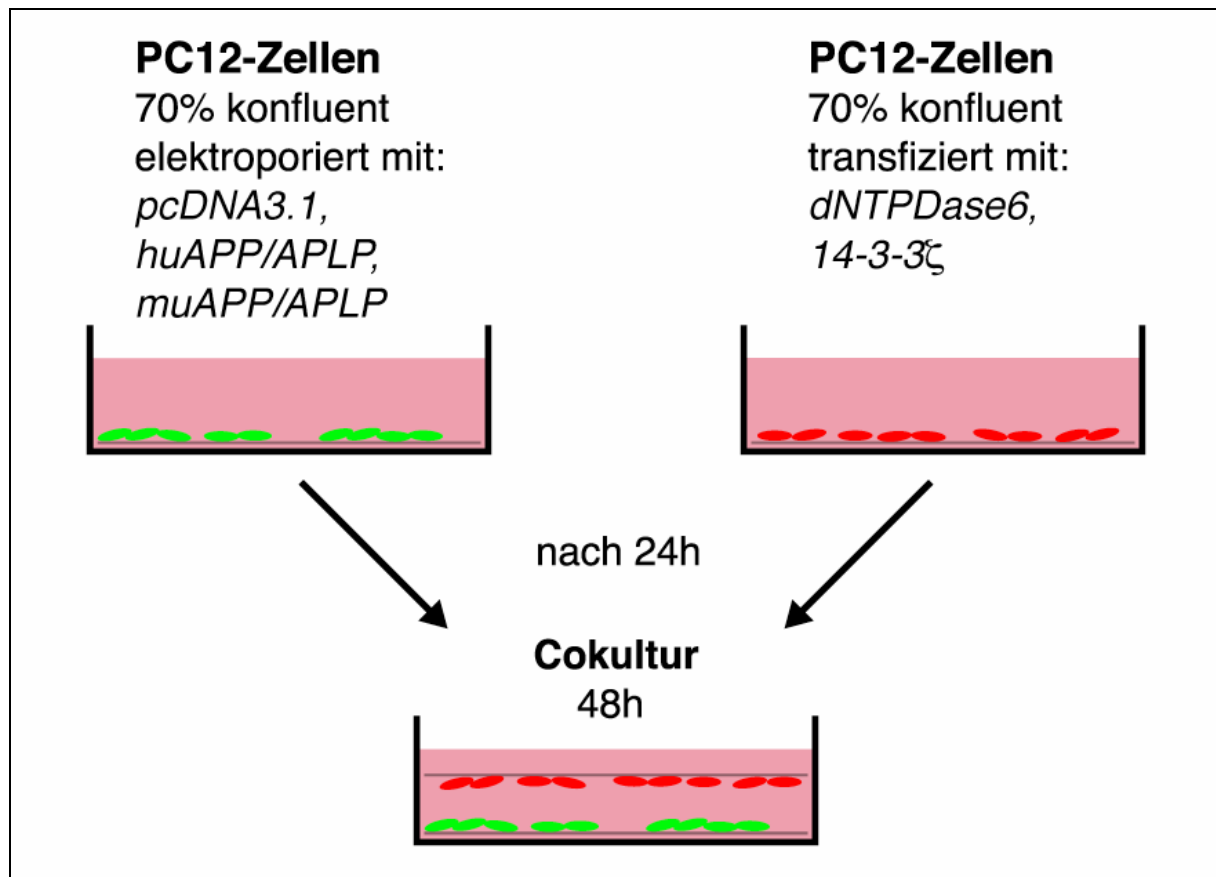 PC12-Zellen
70% konfluent
elektroporiert mit:
pcDNA3.1,
huAPP/APLP,
muAPP/APLP
PC12-Zellen
70% konfluent
transfiziert mit:
dNTPDase6,
14-3-3ζ
nach 24h
Cokultur
48h